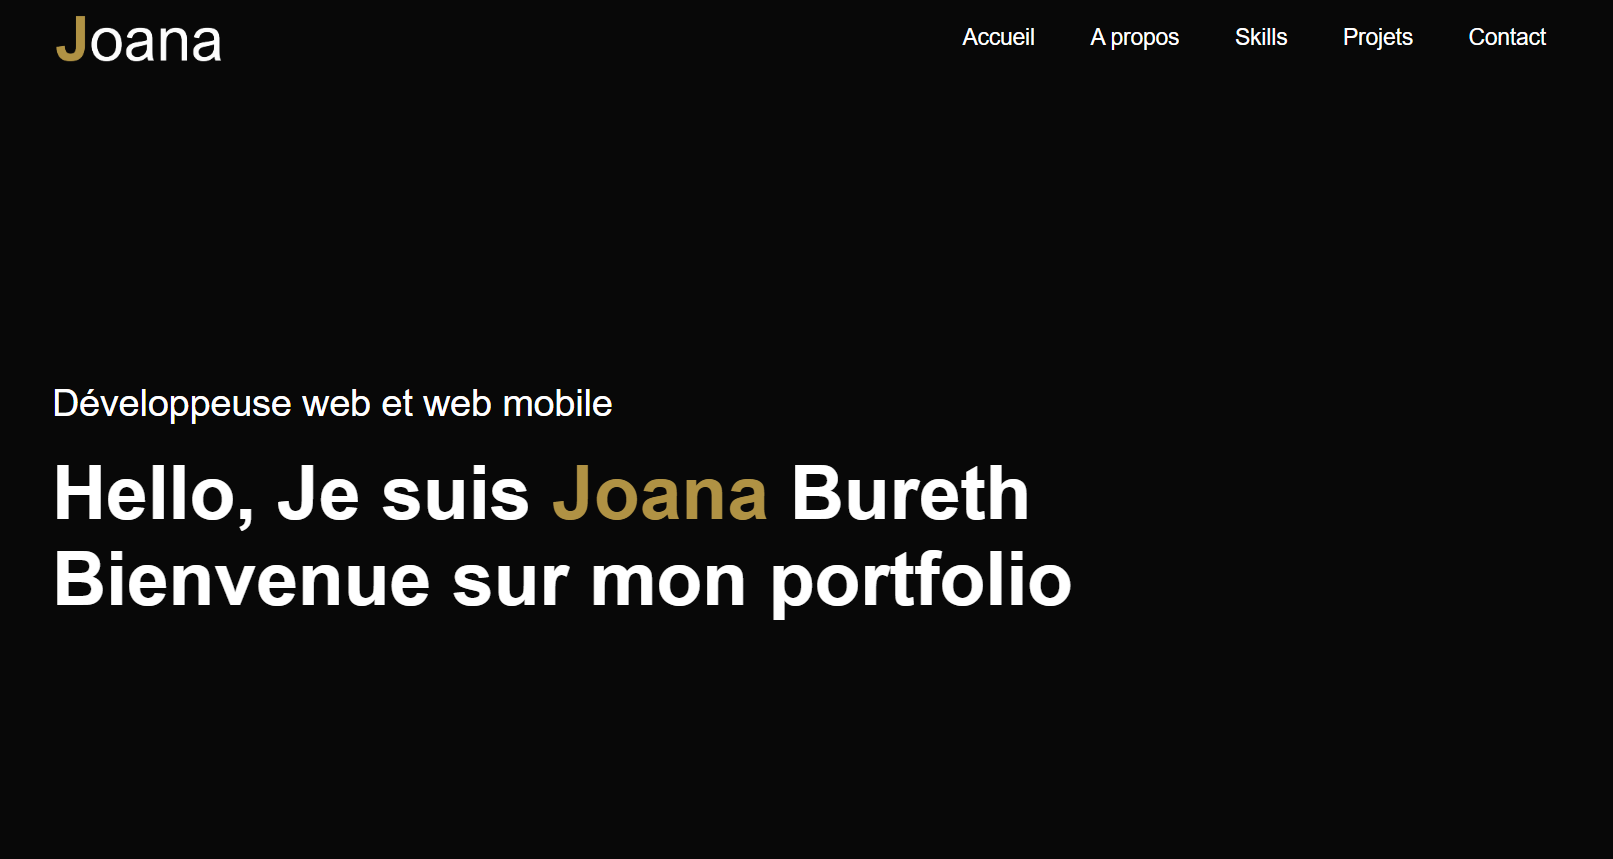 Joana
Accueil A propos Skills Projets Contact
Développeuse web et web mobile
Hello, Je suis Joana Bureth
Bienvenue sur mon portfolio